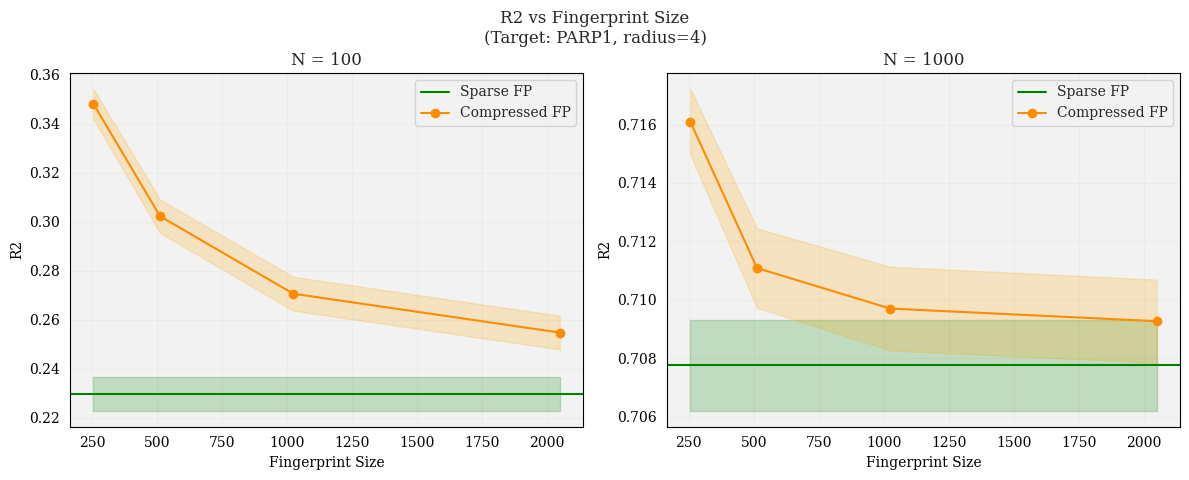 R2 vs Fingerprint Size
(Target: PARP1, radius=4)
N = 100
R2
0.36
0.34
0.32
0.30
0.28
0.26
0.24
0.22
Sparse FP
Compressed FP
250 500 750 1000 1250 1500 1750 2000
Fingerprint Size
N = 1000
R2
0.716
0.714
0.712
0.710
0.708
0.706
Sparse FP
Compressed FP
250 500 750 1000 1250 1500 1750 2000
Fingerprint Size